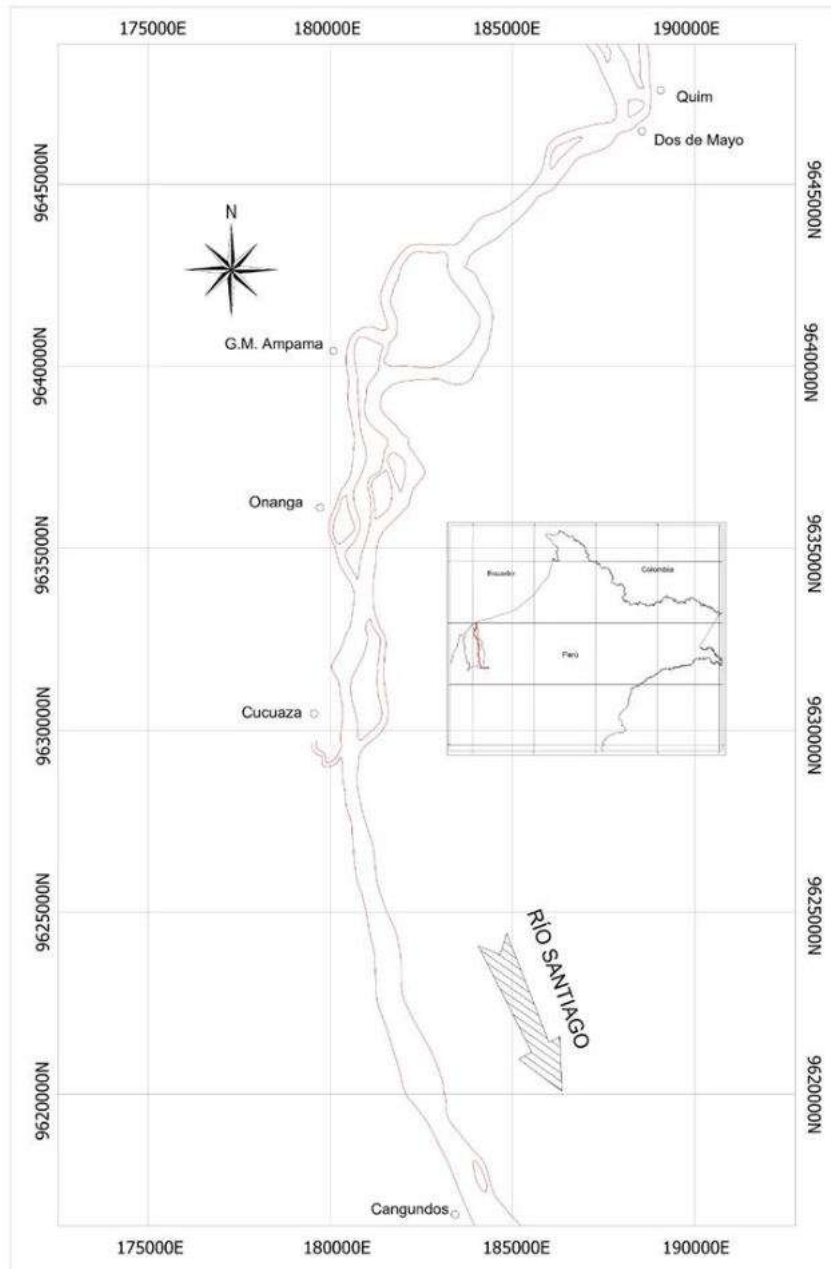 175000E 180000E 185000E 190000E
Quim
Dos de Mayo
9645000N 9645000N
N
G.M. Ampama
9640000N 9640000N
Onanga
9635000N 9635000N
Ecuador
Colombia
Perú
Cucuaza
9630000N 9630000N
9625000N 9625000N
RÍO SANTIAGO
9620000N 9620000N
Cangundos
175000E 180000E 185000E 190000E